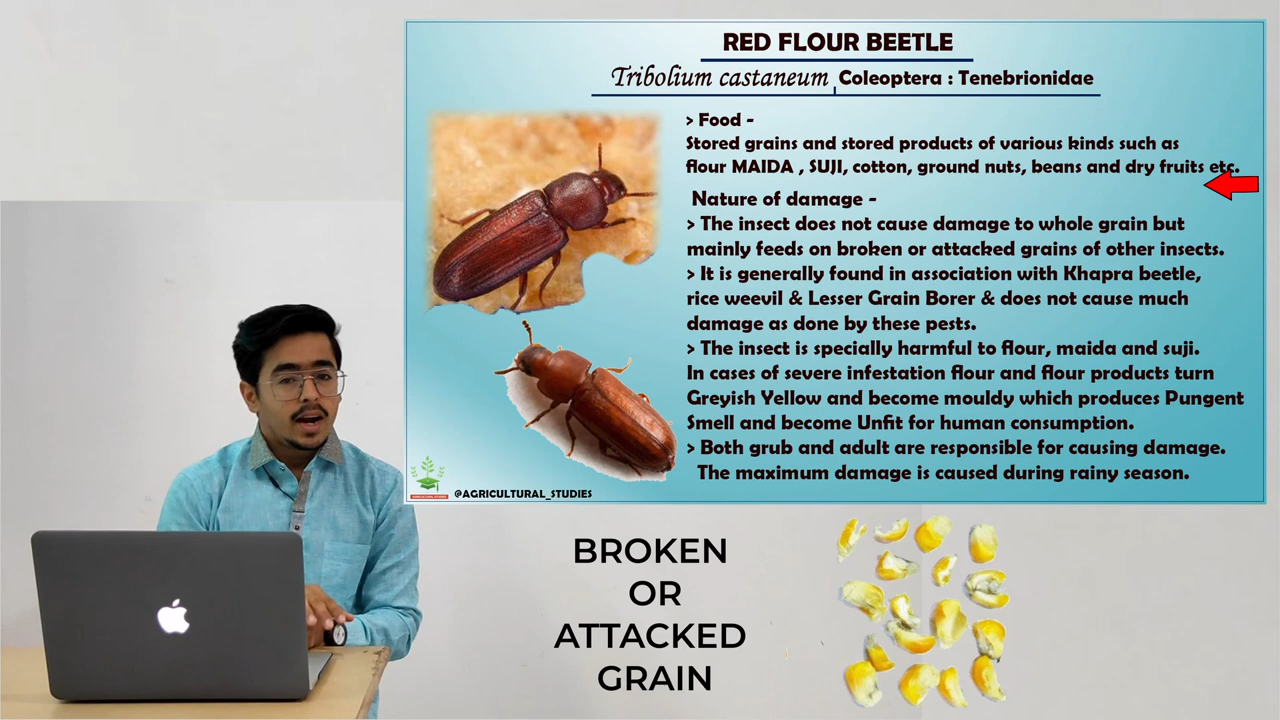 RED FLOUR BEETLE
Tribolium castaneum, Coleoptera : Tenebrionidae
> Food -
Stored grains and stored products of various kinds such as
flour MAIDA , SUJI, cotton, ground nuts, beans and dry fruits etc.
Nature of damage -
> The insect does not cause damage to whole grain but
mainly feeds on broken or attacked grains of other insects.
> It is generally found in association with Khapra beetle,
rice weevil & Lesser Grain Borer & does not cause much
damage as done by these pests.
> The insect is specially harmful to flour, maida and suji.
In cases of severe infestation flour and flour products turn
Greyish Yellow and become mouldy which produces Pungent
Smell and become Unfit for human consumption.
> Both grub and adult are responsible for causing damage.
The maximum damage is caused during rainy season.
@AGRICULTURAL_STUDIES
BROKEN
OR
ATTACKED
GRAIN